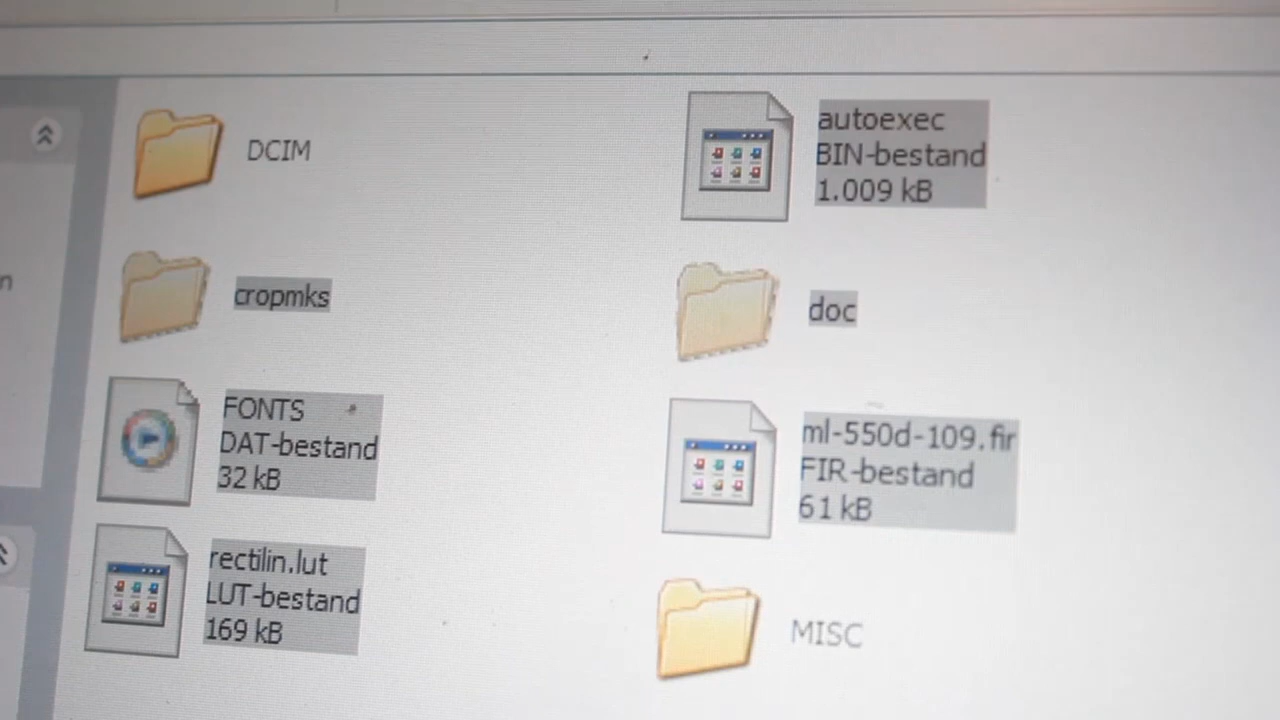 DCIM
autoexec
BIN-bestand
1.009 kB
cropmks
doc
FONTS
DAT-bestand
32 kB
ml-550d-109.fir
FIR-bestand
61 kB
rectilin.lut
LUT-bestand
169 kB
MISC
n